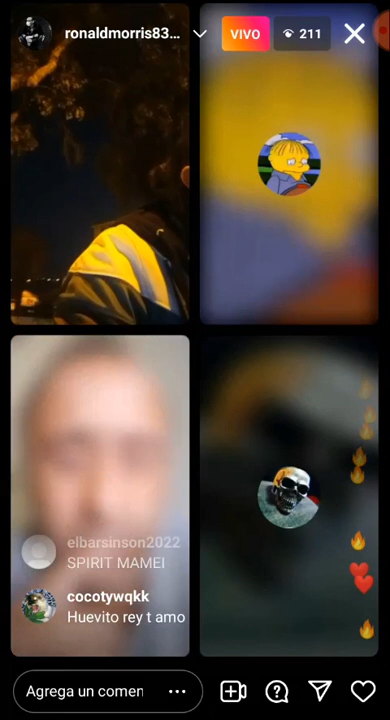 ronaldmorris83...
VIVO
211
elbarsinson2022
SPIRIT MAMEI
cocotywqkk
Huevito rey t amo
Agrega un comen